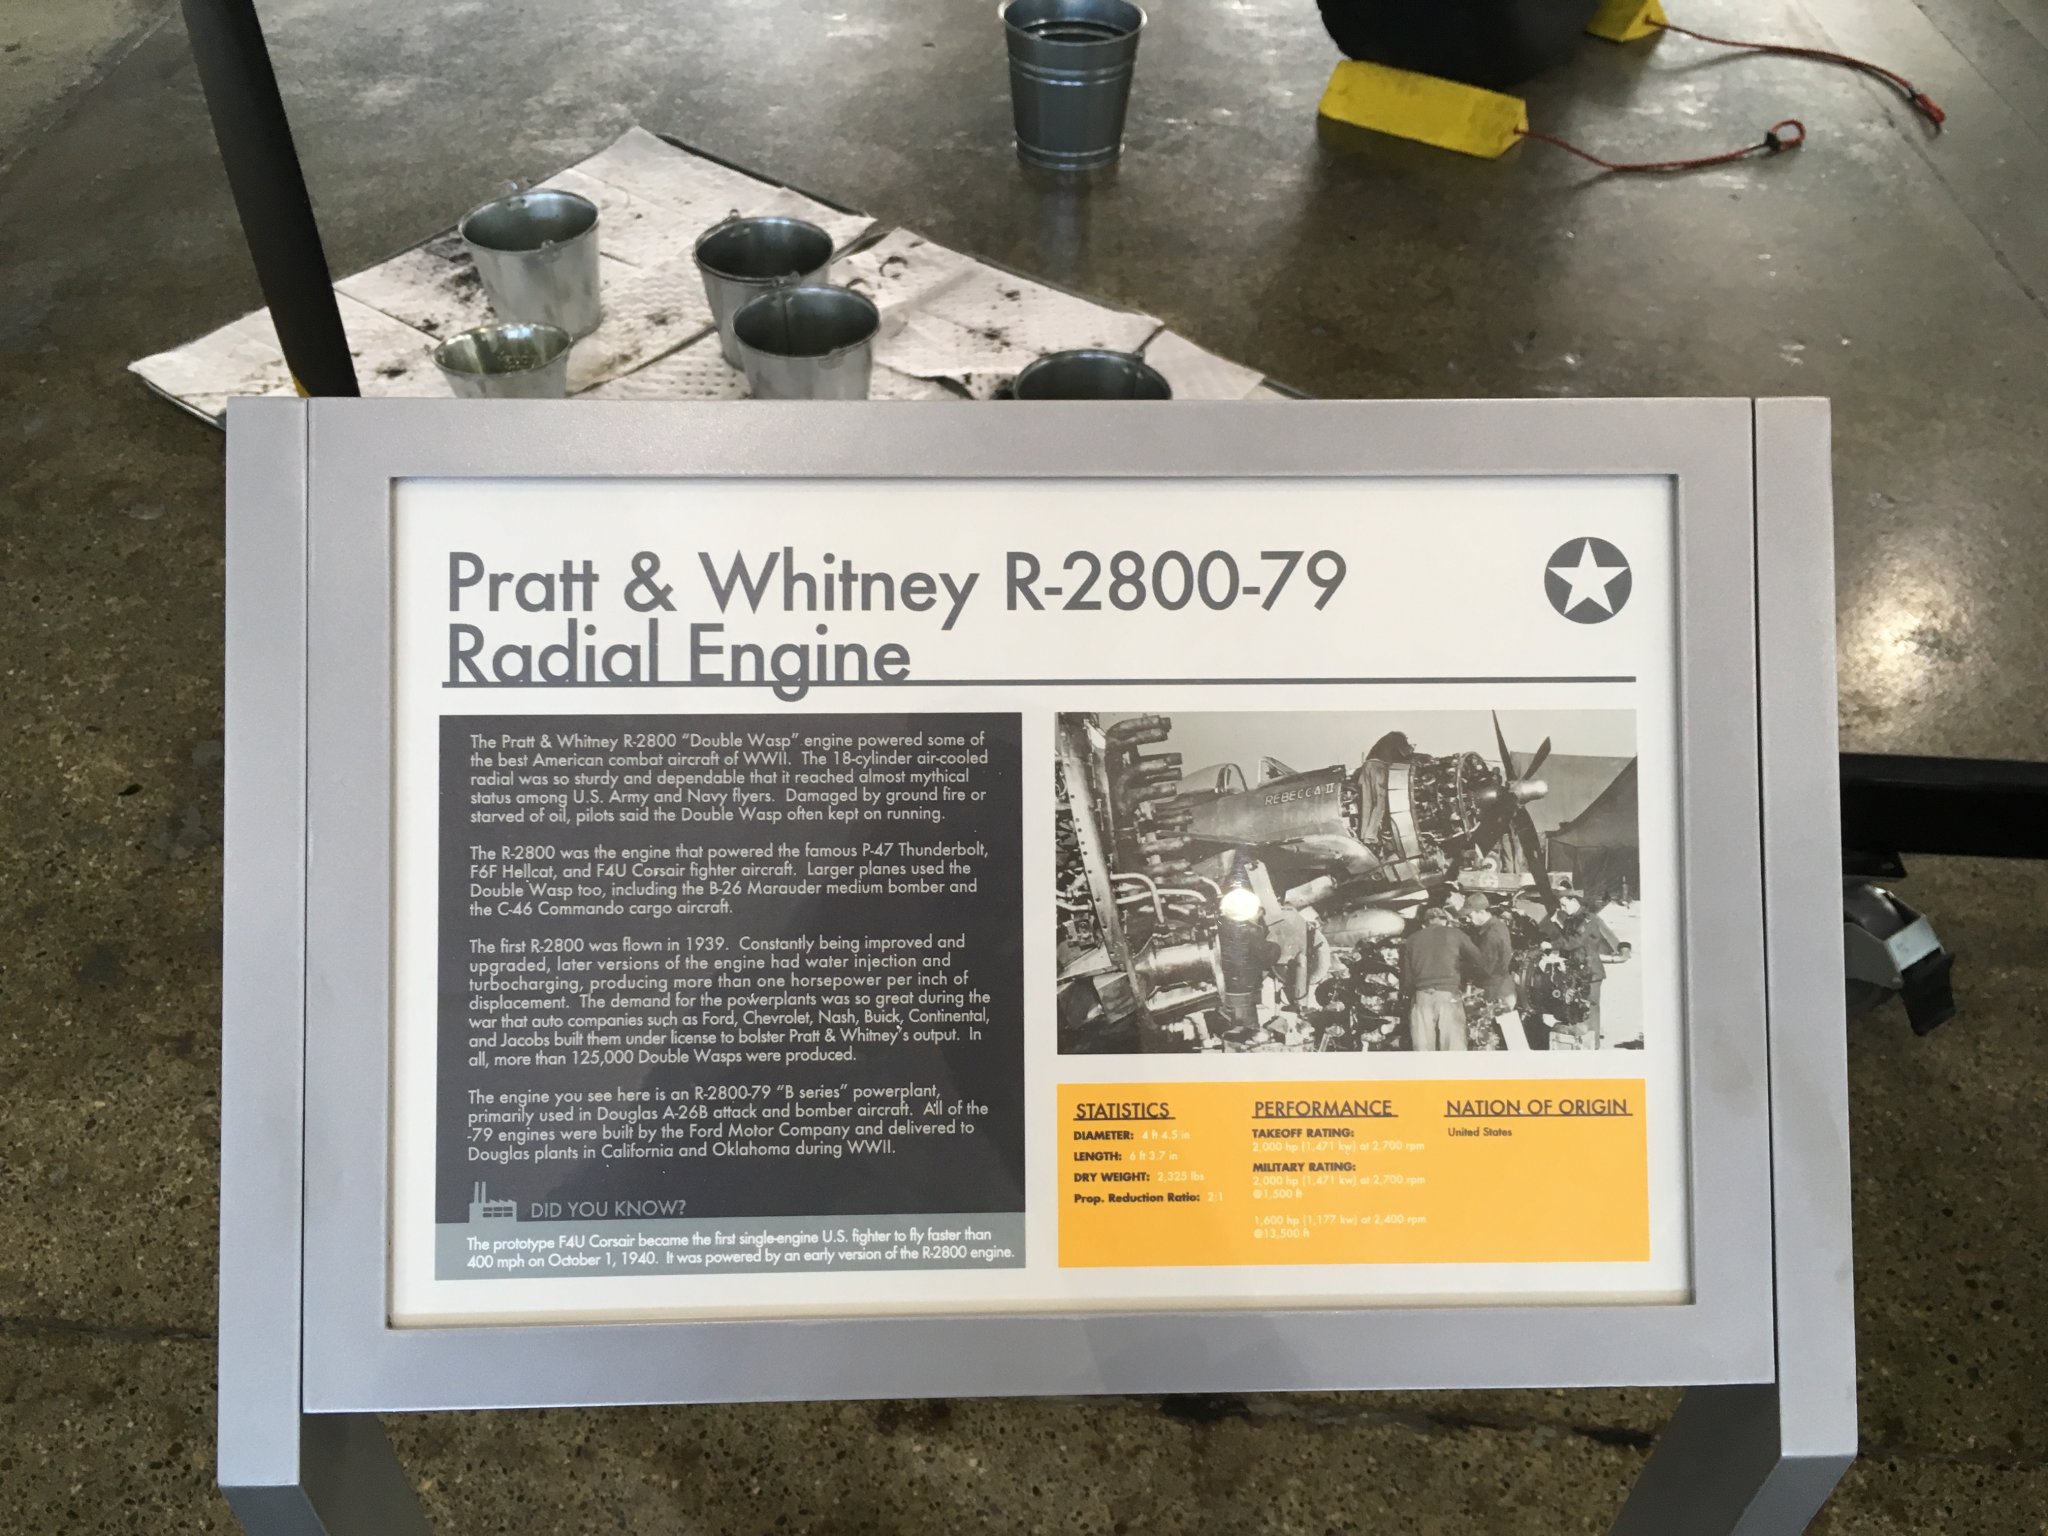 Pratt & Whitney R-2800-79
Radial Engine
The Pratt & Whitney R-2800 “Double Wasp” engine powered some of
the best American combat aircraft of WWII. The 18-cylinder air-cooled
radial was so sturdy and dependable that it reached almost mythical
status among U.S. Army and Navy flyers. Damaged by ground fire or
starved of oil, pilots said the Double Wasp often kept on running.
The R-2800 was the engine that powered the famous P-47 Thunderbolt,
F6F Hellcat, and F4U Corsair fighter aircraft. Larger planes used the
Double Wasp too, including the B-26 Marauder medium bomber and
the C-46 Commando cargo aircraft.
The first R-2800 was flown in 1939. Constantly being improved and
upgraded, later versions of the engine had water injection and
turbocharging, producing more than one horsepower per inch of
displacement. The demand for the powerplants was so great during the
war that auto companies such as Ford, Chevrolet, Nash, Buick, Continental,
and Jacobs built them under license to bolster Pratt & Whitney's output. In
all, more than 125,000 Double Wasps were produced.
The engine you see here is an R-2800-79 “B series” powerplant,
primarily used in Douglas A-26B attack and bomber aircraft. All of the
-79 engines were built by the Ford Motor Company and delivered to
Douglas plants in California and Oklahoma during WWII.
DID YOU KNOW?
The prototype F4U Corsair became the first single-engine U.S. fighter to fly faster than
400 mph on October 1, 1940. It was powered by an early version of the R-2800 engine.
REBECCA II
STATISTICS
DIAMETER: 4 ft 4.5 in
LENGTH: 6 ft 3.7 in
DRY WEIGHT: 2,325 lbs
Prop. Reduction Ratio: 2:1
PERFORMANCE
TAKEOFF RATING:
2,000 hp (1,471 kw) at 2,700 rpm
MILITARY RATING:
2,000 hp (1,471 kw) at 2,700 rpm
@1,500 ft
1,600 hp (1,177 kw) at 2,400 rpm
@13,500 ft
NATION OF ORIGIN
United States